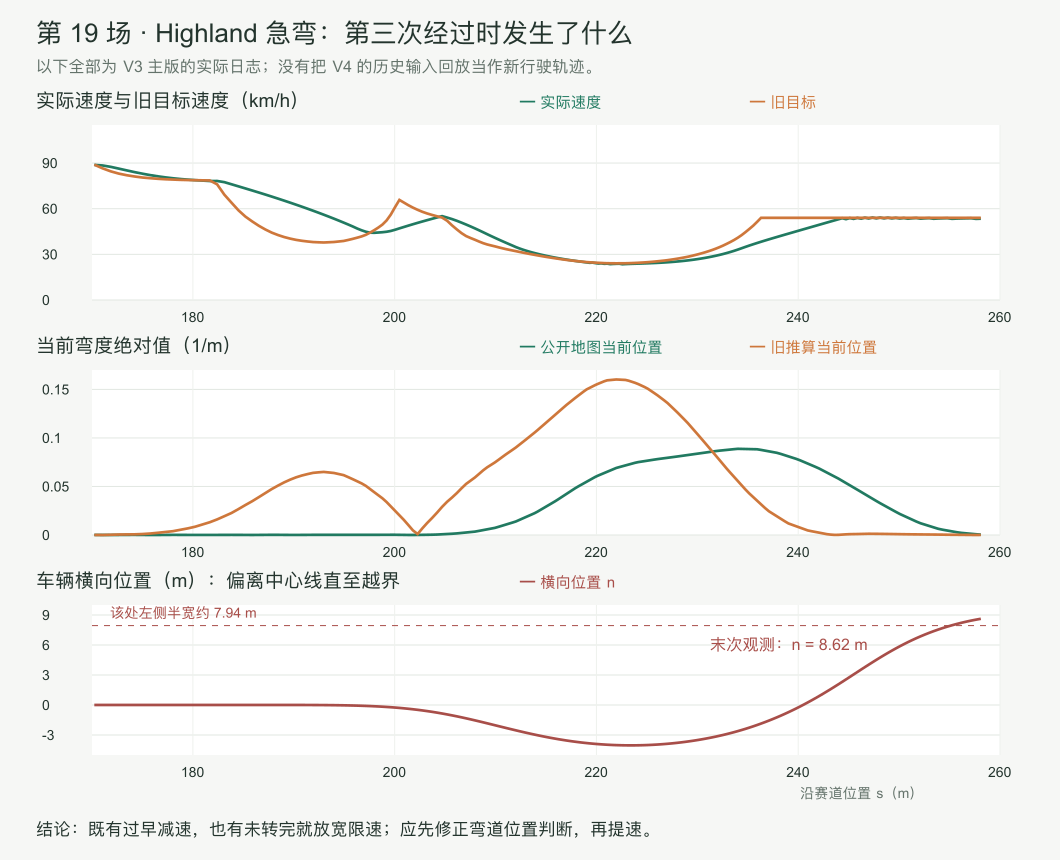 第 19 场 · Highland 急弯：第三次经过时发生了什么
以下全部为 V3 主版的实际日志；没有把 V4 的历史输入回放当作新行驶轨迹。
实际速度与旧目标速度（km/h）
实际速度
旧目标
90
60
30
0
180
200
220
240
260
当前弯度绝对值（1/m）
公开地图当前位置
旧推算当前位置
0.15
0.1
0.05
0
180
200
220
240
260
车辆横向位置（m）：偏离中心线直至越界
横向位置 n
该处左侧半宽约 7.94 m
末次观测：n = 8.62 m
9
6
3
0
-3
180
200
220
240
260
沿赛道位置 s（m）
结论：既有过早减速，也有未转完就放宽限速；应先修正弯道位置判断，再提速。